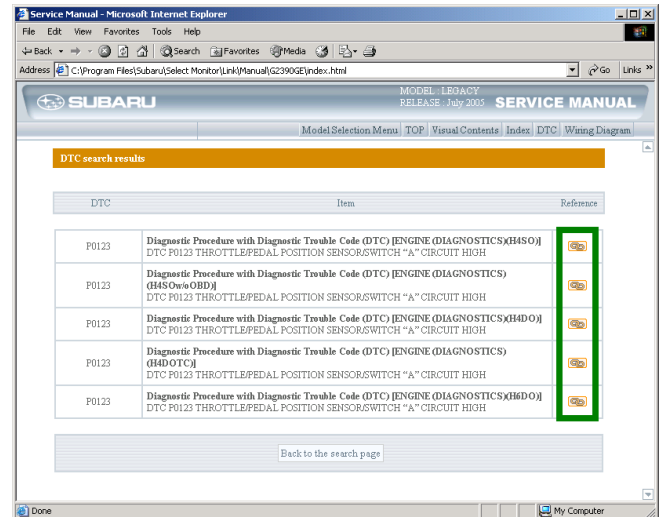 Service Manual - Microsoft Internet Explorer
File Edit View Favorites Tools Help
Back Search Favorites Media
Address C:\Program Files\Subaru\Select Monitor\Link\Manual\G2390GE\index.html Go Links »
SUBARU
MODEL : LEGACY
RELEASE : July 2005 SERVICE MANUAL
Model Selection Menu TOP Visual Contents Index DTC Wiring Diagram
DTC search results
DTC Item Reference
Diagnostic Procedure with Diagnostic Trouble Code (DTC) [ENGINE (DIAGNOSTICS)(H4SO)]
P0123
DTC P0123 THROTTLE/PEDAL POSITION SENSOR/SWITCH “A” CIRCUIT HIGH
Diagnostic Procedure with Diagnostic Trouble Code (DTC) [ENGINE (DIAGNOSTICS)
P0123 (H4SOw/oOBD)]
DTC P0123 THROTTLE/PEDAL POSITION SENSOR/SWITCH “A” CIRCUIT HIGH
Diagnostic Procedure with Diagnostic Trouble Code (DTC) [ENGINE (DIAGNOSTICS)(H4DO)]
P0123
DTC P0123 THROTTLE/PEDAL POSITION SENSOR/SWITCH “A” CIRCUIT HIGH
Diagnostic Procedure with Diagnostic Trouble Code (DTC) [ENGINE (DIAGNOSTICS)
P0123 (H4DOTC)]
DTC P0123 THROTTLE/PEDAL POSITION SENSOR/SWITCH “A” CIRCUIT HIGH
Diagnostic Procedure with Diagnostic Trouble Code (DTC) [ENGINE (DIAGNOSTICS)(H6DO)]
P0123
DTC P0123 THROTTLE/PEDAL POSITION SENSOR/SWITCH “A” CIRCUIT HIGH
Back to the search page
Done My Computer